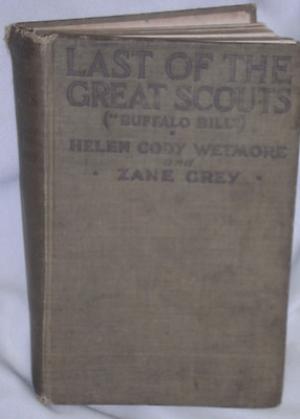 LAST OF THE
GREAT SCOUTS
("BUFFALO BILL")
HELEN CODY WETMORE
and
• ZANE GREY •